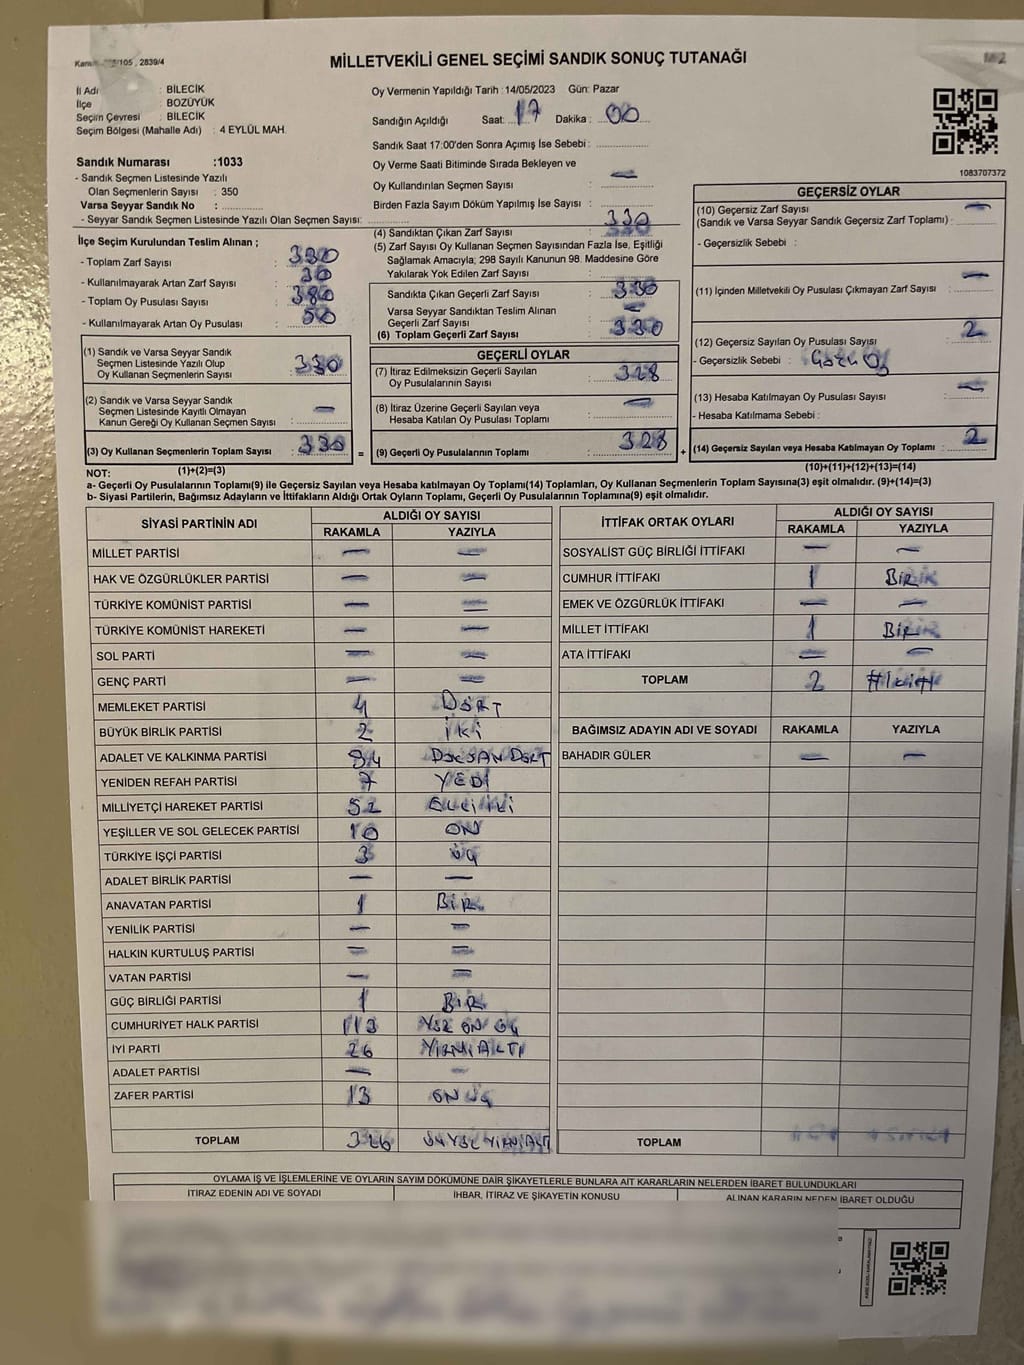 2839/4
MİLLETVEKİLİ GENEL SEÇİMİ SANDIK SONUÇ TUTANAĞI
İl Adı : BİLECİK
İlçe : BOZÜYÜK
Seçim Çevresi : BİLECİK
Seçim Bölgesi (Mahalle Adı) : 4 EYLÜL MAH.
Sandık Numarası :1033
- Sandık Seçmen Listesinde Yazılı
Olan Seçmenlerin Sayısı : 350
Varsa Seyyar Sandık No :
- Seyyar Sandık Seçmen Listesinde Yazılı Olan Seçmen Sayısı:
Oy Vermenin Yapıldığı Tarih : 14/05/2023 Gün: Pazar
Sandığın Açıldığı Saat: 17 Dakika : 00
Sandık Saat 17:00'den Sonra Açımış İse Sebebi :
Oy Verme Saati Bitiminde Sırada Bekleyen ve
Oy Kullandırılan Seçmen Sayısı : —
Birden Fazla Sayım Döküm Yapılmış İse Sayısı :
1083707372
İlçe Seçim Kurulundan Teslim Alınan ;
- Toplam Zarf Sayısı :
- Kullanılmayarak Artan Zarf Sayısı :
- Toplam Oy Pusulası Sayısı : 380
- Kullanılmayarak Artan Oy Pusulası : 50
(1) Sandık ve Varsa Seyyar Sandık
Seçmen Listesinde Yazılı Olup
Oy Kullanan Seçmenlerin Sayısı : 330
(2) Sandık ve Varsa Seyyar Sandık
Seçmen Listesinde Kayıtlı Olmayan
Kanun Gereği Oy Kullanan Seçmen Sayısı : —
(3) Oy Kullanan Seçmenlerin Toplam Sayısı : 330
(1)+(2)=(3)
(4) Sandıktan Çıkan Zarf Sayısı : 330
(5) Zarf Sayısı Oy Kullanan Seçmen Sayısından Fazla İse, Eşitliği
Sağlamak Amacıyla; 298 Sayılı Kanunun 98. Maddesine Göre
Yakılarak Yok Edilen Zarf Sayısı :
Sandıkta Çıkan Geçerli Zarf Sayısı : 330
Varsa Seyyar Sandıktan Teslim Alınan
Geçerli Zarf Sayısı : —
(6) Toplam Geçerli Zarf Sayısı : 330
GEÇERLİ OYLAR
(7) İtiraz Edilmeksizin Geçerli Sayılan
Oy Pusulalarının Sayısı : 328
(8) İtiraz Üzerine Geçerli Sayılan veya
Hesaba Katılan Oy Pusulası Toplamı : —
= (9) Geçerli Oy Pusulalarının Toplamı : 328
GEÇERSİZ OYLAR
(10) Geçersiz Zarf Sayısı —
(Sandık ve Varsa Seyyar Sandık Geçersiz Zarf Toplamı) :
- Geçersizlik Sebebi :
(11) İçinden Milletvekili Oy Pusulası Çıkmayan Zarf Sayısı : —
(12) Geçersiz Sayılan Oy Pusulası Sayısı : 2
- Geçersizlik Sebebi :
(13) Hesaba Katılmayan Oy Pusulası Sayısı : —
- Hesaba Katılmama Sebebi :
+ (14) Geçersiz Sayılan veya Hesaba Katılmayan Oy Toplamı : 2
(10)+(11)+(12)+(13)=(14)
NOT:
a- Geçerli Oy Pusulalarının Toplamı(9) ile Geçersiz Sayılan veya Hesaba katılmayan Oy Toplamı(14) Toplamları, Oy Kullanan Seçmenlerin Toplam Sayısına(3) eşit olmalıdır. (9)+(14)=(3)
b- Siyasi Partilerin, Bağımsız Adayların ve İttifakların Aldığı Ortak Oyların Toplamı, Geçerli Oy Pusulalarının Toplamına(9) eşit olmalıdır.
SİYASİ PARTİNİN ADI ALDIĞI OY SAYISI
RAKAMLA YAZIYLA
MİLLET PARTİSİ — —
HAK VE ÖZGÜRLÜKLER PARTİSİ — —
TÜRKİYE KOMÜNİST PARTİSİ — —
TÜRKİYE KOMÜNİST HAREKETİ — —
SOL PARTİ — —
GENÇ PARTİ — —
MEMLEKET PARTİSİ 4 DÖRT
BÜYÜK BİRLİK PARTİSİ 2 İKİ
ADALET VE KALKINMA PARTİSİ 94 DOKSAN DÖRT
YENİDEN REFAH PARTİSİ 7 YEDİ
MİLLİYETÇİ HAREKET PARTİSİ 52 ELLİ İKİ
YEŞİLLER VE SOL GELECEK PARTİSİ 10 ON
TÜRKİYE İŞÇİ PARTİSİ 3 ÜÇ
ADALET BİRLİK PARTİSİ — —
ANAVATAN PARTİSİ 1 BİR
YENİLİK PARTİSİ — —
HALKIN KURTULUŞ PARTİSİ — —
VATAN PARTİSİ — —
GÜÇ BİRLİĞİ PARTİSİ 1 BİR
CUMHURİYET HALK PARTİSİ 113 YÜZ ON ÜÇ
İYİ PARTİ 26 YİRMİ ALTI
ADALET PARTİSİ — —
ZAFER PARTİSİ 13 ON ÜÇ
TOPLAM 326 ÜÇ YÜZ YİRMİ ALTI
İTTİFAK ORTAK OYLARI ALDIĞI OY SAYISI
RAKAMLA YAZIYLA
SOSYALİST GÜÇ BİRLİĞİ İTTİFAKI — —
CUMHUR İTTİFAKI 1 BİR
EMEK VE ÖZGÜRLÜK İTTİFAKI — —
MİLLET İTTİFAKI 1 BİR
ATA İTTİFAKI — —
TOPLAM 2 #İki#
BAĞIMSIZ ADAYIN ADI VE SOYADI RAKAMLA YAZIYLA
BAHADIR GÜLER — —
TOPLAM
OYLAMA İŞ VE İŞLEMLERİNE VE OYLARIN SAYIM DÖKÜMÜNE DAİR ŞİKAYETLERLE BUNLARA AİT KARARLARIN NELERDEN İBARET BULUNDUKLARI
İTİRAZ EDENİN ADI VE SOYADI İHBAR, İTİRAZ VE ŞİKAYETİN KONUSU ALINAN KARARIN NEDEN İBARET OLDUĞU